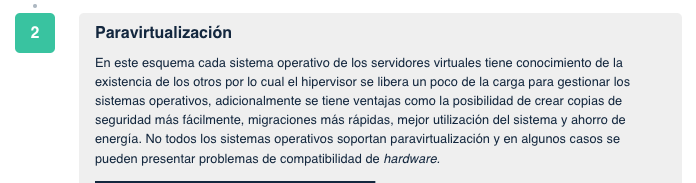 2
Paravirtualización
En este esquema cada sistema operativo de los servidores virtuales tiene conocimiento de la
existencia de los otros por lo cual el hipervisor se libera un poco de la carga para gestionar los
sistemas operativos, adicionalmente se tiene ventajas como la posibilidad de crear copias de
seguridad más fácilmente, migraciones más rápidas, mejor utilización del sistema y ahorro de
energía. No todos los sistemas operativos soportan paravirtualización y en algunos casos se
pueden presentar problemas de compatibilidad de hardware.